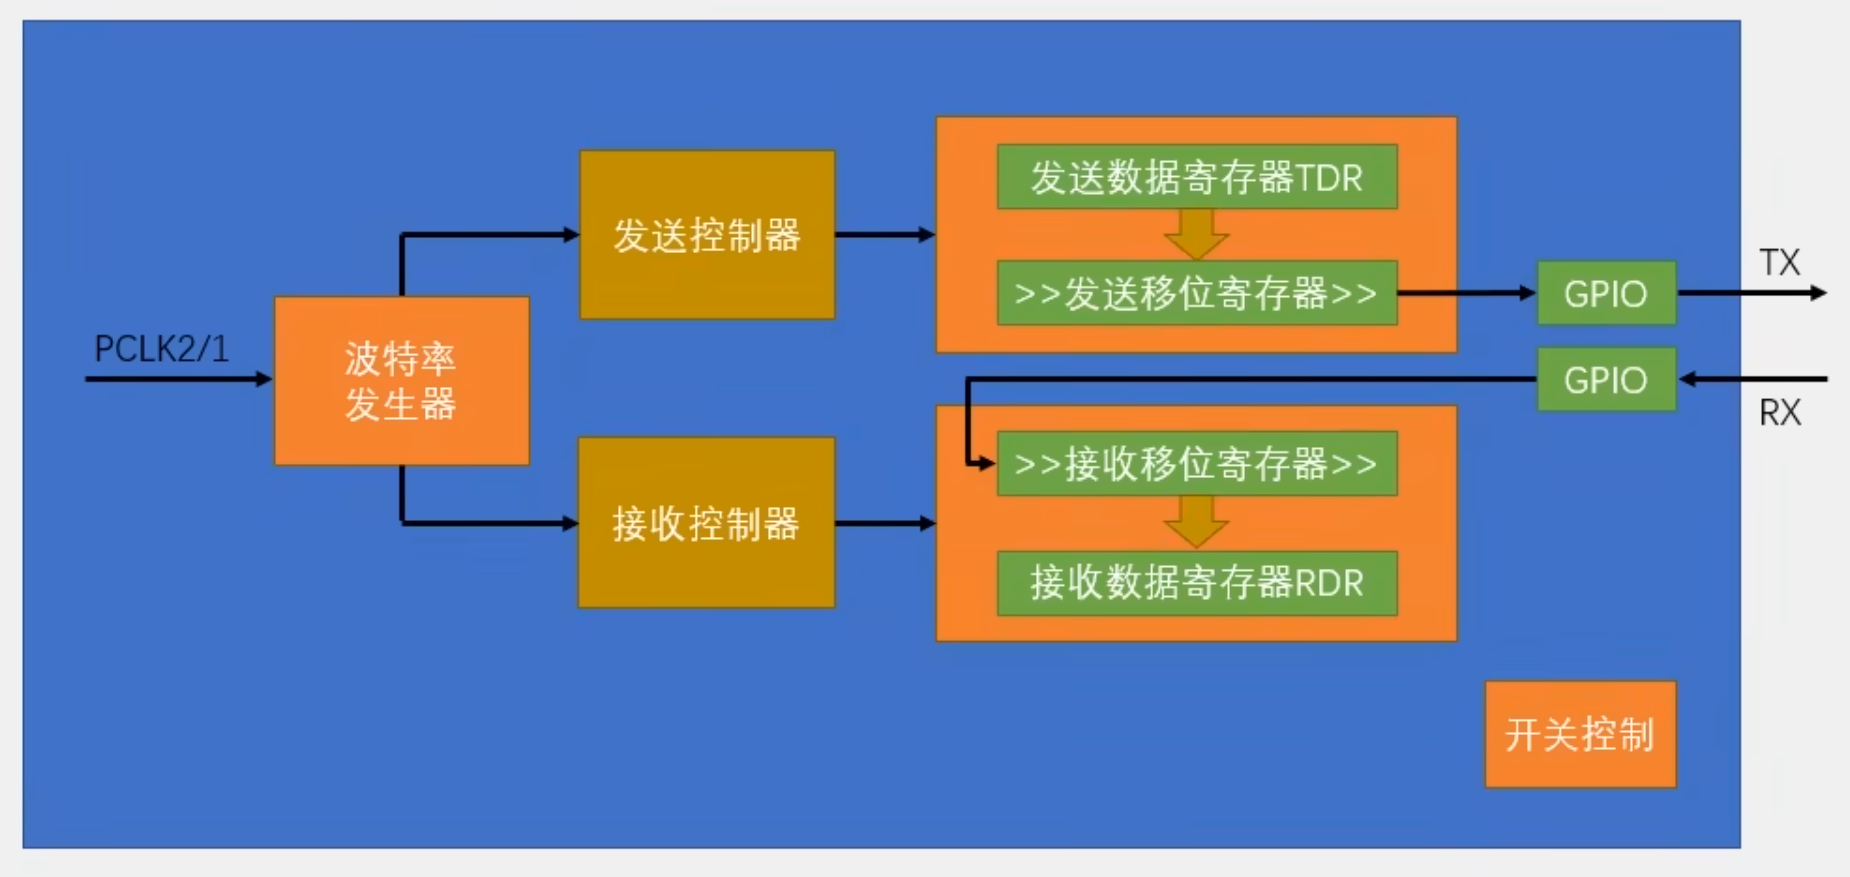 PCLK2/1
波特率
发生器
发送控制器
接收控制器
发送数据寄存器TDR
>>发送移位寄存器>>
>>接收移位寄存器>>
接收数据寄存器RDR
GPIO
TX
GPIO
RX
开关控制